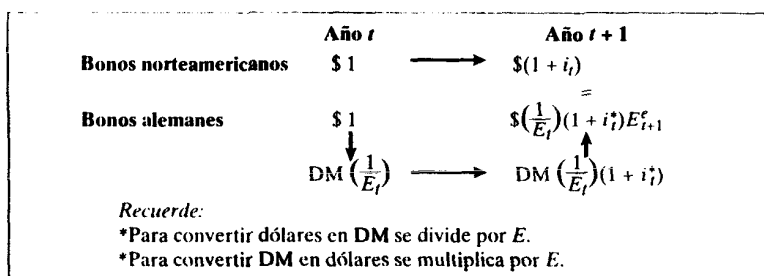 Año t Año t + 1
Bonos norteamericanos $ 1 $(1 + i_t)
=
Bonos alemanes $ 1 $(1/E_t)(1 + i_t^*)E_{t+1}^e
DM (1/E_t) DM (1/E_t)(1 + i_t^*)
Recuerde:
*Para convertir dólares en DM se divide por E.
*Para convertir DM en dólares se multiplica por E.